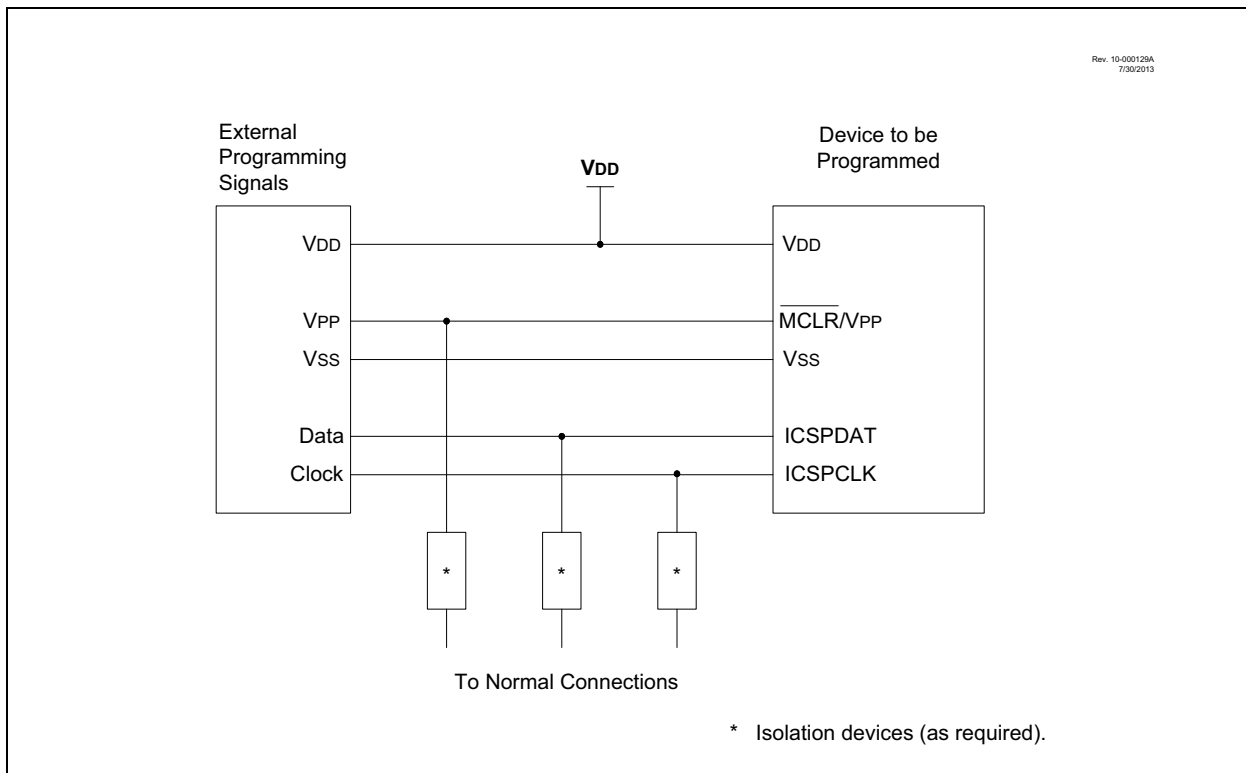 Rev. 10-000129A
7/30/2013
External
Programming
Signals
Device to be
Programmed
VDD
VDD
VDD
VPP
MCLR/VPP
VSS
VSS
Data
ICSPDAT
Clock
ICSPCLK
*
*
*
To Normal Connections
* Isolation devices (as required).